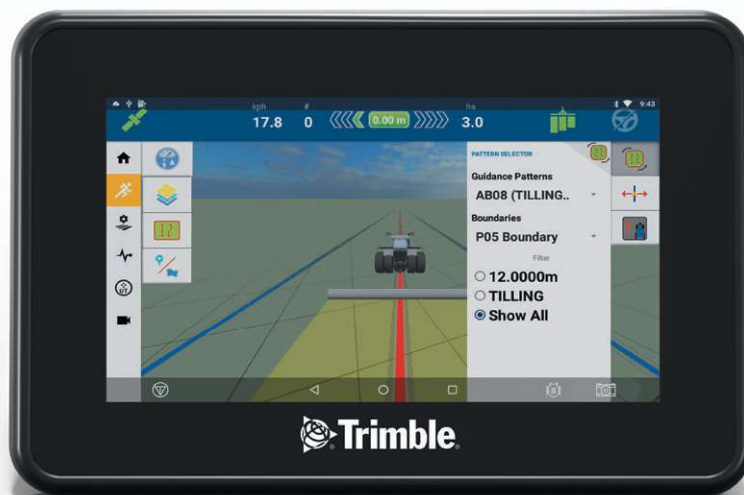 9:43
kph
#
ha
17.8
0
0.00 m
3.0
PATTERN SELECTOR
Guidance Patterns
AB08 (TILLING..
Boundaries
P05 Boundary
Filter
12.0000m
TILLING
Show All
UT
Trimble